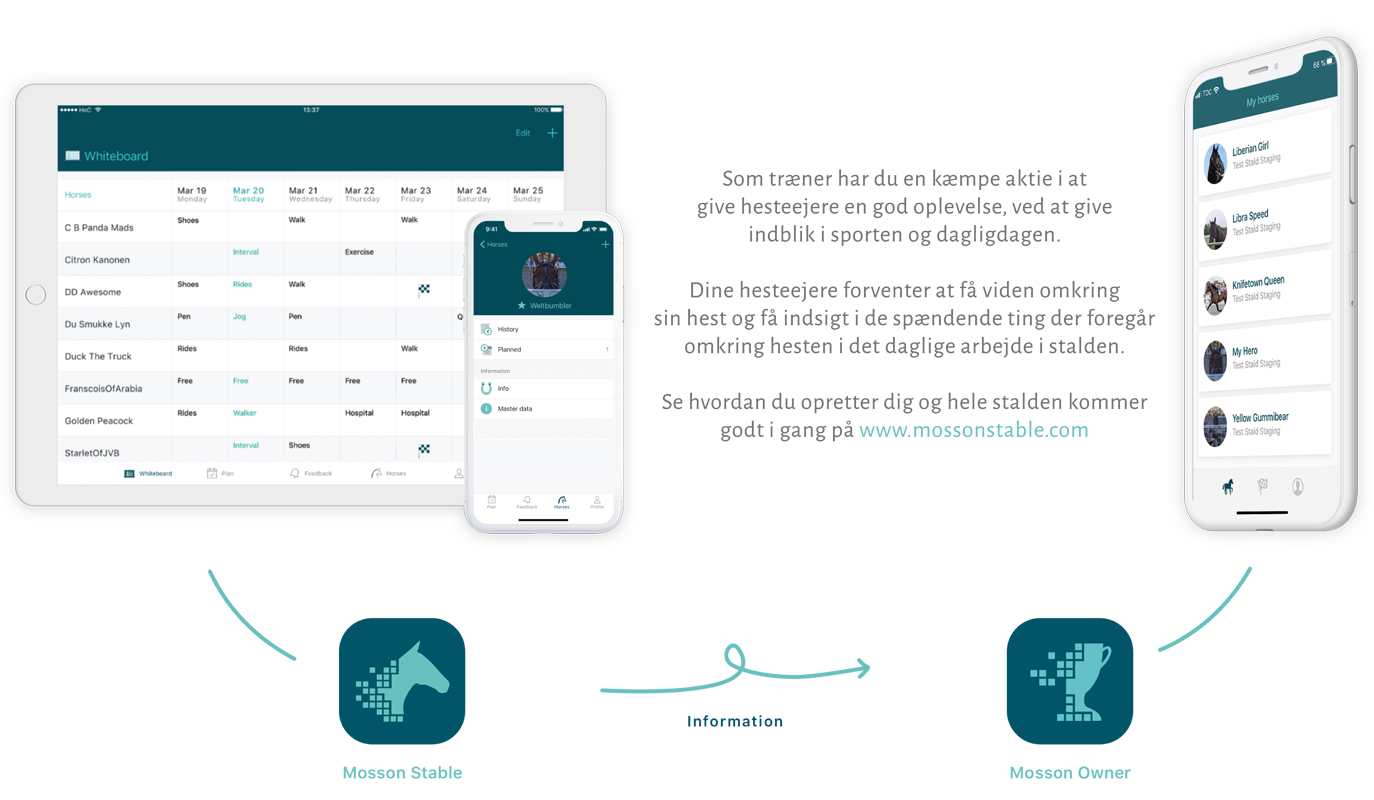 ●●●●● HoC
13:37
100%
Edit +
Whiteboard
Horses
Mar 19 Mar 20 Mar 21 Mar 22 Mar 23 Mar 24 Mar 25
Monday Tuesday Wednesday Thursday Friday Saturday Sunday
C B Panda Mads Shoes Walk Walk
Citron Kanonen Interval Exercise
DD Awesome Shoes Rides Walk
Du Smukke Lyn Pen Jog Pen
Duck The Truck Rides Rides Walk
FranscoisOfArabia Free Free Free Free Free
Golden Peacock Rides Walker Hospital Hospital
StarletOfJVB Interval Shoes
Whiteboard Plan Feedback Horses
9:41
Horses +
Weltbumbler
History
Planned 1
Information
Info
Master data
Plan Feedback Horses Profile
Som træner har du en kæmpe aktie i at
give hesteejere en god oplevelse, ved at give
indblik i sporten og dagligdagen.
Dine hesteejere forventer at få viden omkring
sin hest og få indsigt i de spændende ting der foregår
omkring hesten i det daglige arbejde i stalden.
Se hvordan du opretter dig og hele stalden kommer
godt i gang på www.mossonstable.com
TDC 68 %
My horses
Liberian Girl
Test Stald Staging
Libra Speed
Test Stald Staging
Knifetown Queen
Test Stald Staging
My Hero
Test Stald Staging
Yellow Gummibear
Test Stald Staging
Information
Mosson Stable
Mosson Owner